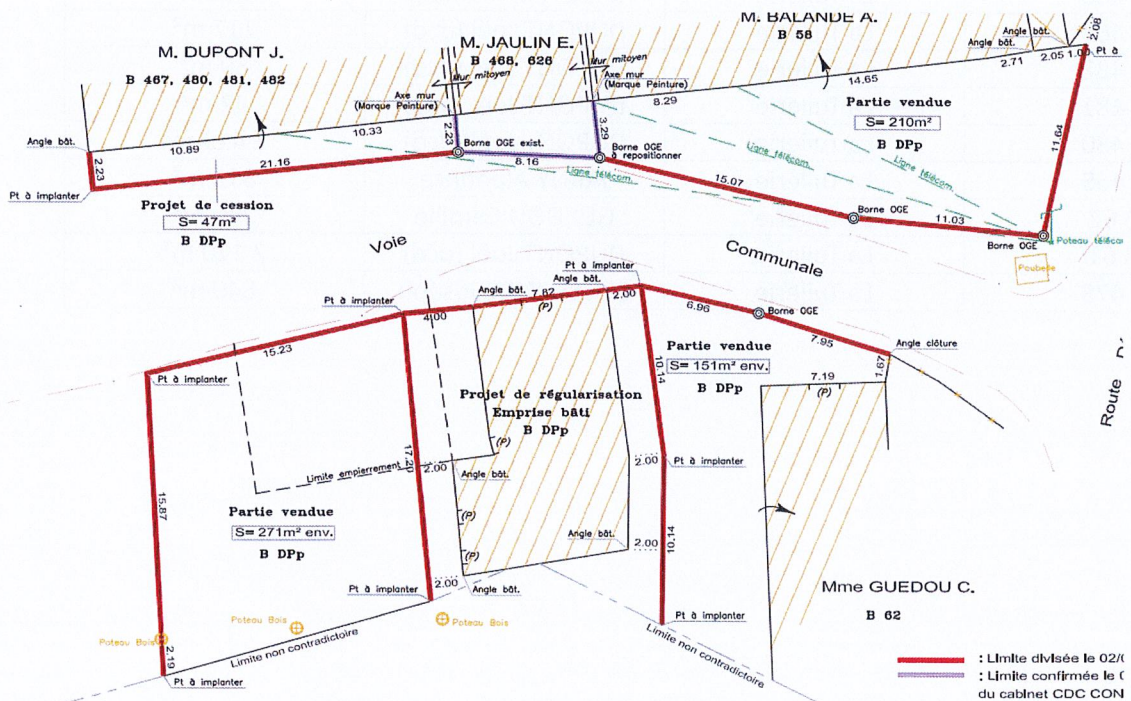 M. DUPONT J.
B 467, 480, 481, 482
M. JAULIN E.
B 468, 626
M. BALANDE A.
B 58
Mur mitoyen
Mur mitoyen
Axe mur
(Marque Peinture)
Axe mur
(Marque Peinture)
Angle bât.
Angle bât.
2.08
Pt à
2.71
2.05
1.00
14.65
8.29
10.33
10.89
2.23
3.29
Partie vendue
S= 210m²
B DPp
11.64
Angle bât.
2.23
21.16
Borne OGE exist.
8.16
Borne OGE
à repositionner
Ligne télécom.
Ligne télécom.
Ligne télécom.
Pt à implanter
15.07
Borne OGE
11.03
Borne OGE
Poteau téléco
Poubelle
Projet de cession
S= 47m²
B DPp
Voie
Communale
Pt à implanter
Angle bât.
Pt à implanter
Angle bât.
7.62
(P)
2.00
4.00
6.96
Borne OGE
7.95
Angle clôture
15.23
Pt à implanter
Partie vendue
S= 151m² env.
B DPp
10.14
1.67
7.19
(P)
Route
Projet de régularisation
Emprise bâti
B DPp
(P)
Limite empierrement
17.20
2.00
Angle bât.
2.00
Pt à implanter
15.87
Partie vendue
S= 271m² env.
B DPp
(P)
(P)
Angle bât.
2.00
10.14
2.00
Angle bât.
Pt à implanter
Mme GUEDOU C.
B 62
Pt à implanter
Poteau Bois
Poteau Bois
Poteau Bois
2.19
Limite non contradictoire
Limite non contradictoire
Pt à implanter
: Limite divisée le 02/
: Limite confirmée le
du cabinet CDC CON